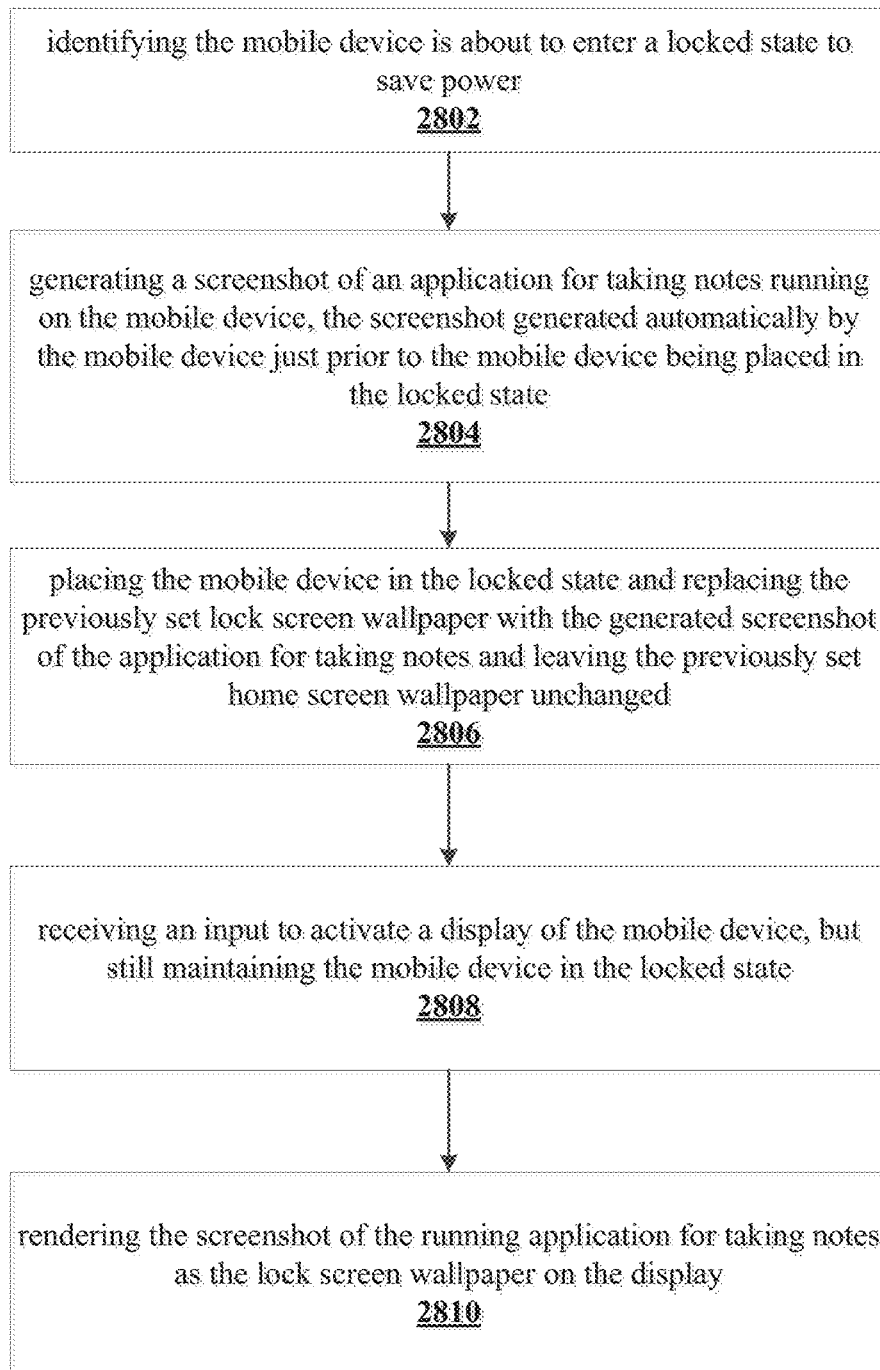 identifying the mobile device is about to enter a locked state to
save power
2802
generating a screenshot of an application for taking notes running
on the mobile device, the screenshot generated automatically by
the mobile device just prior to the mobile device being placed in
the locked state
2804
placing the mobile device in the locked state and replacing the
previously set lock screen wallpaper with the generated screenshot
of the application for taking notes and leaving the previously set
home screen wallpaper unchanged
2806
receiving an input to activate a display of the mobile device, but
still maintaining the mobile device in the locked state
2808
rendering the screenshot of the running application for taking notes
as the lock screen wallpaper on the display
2810